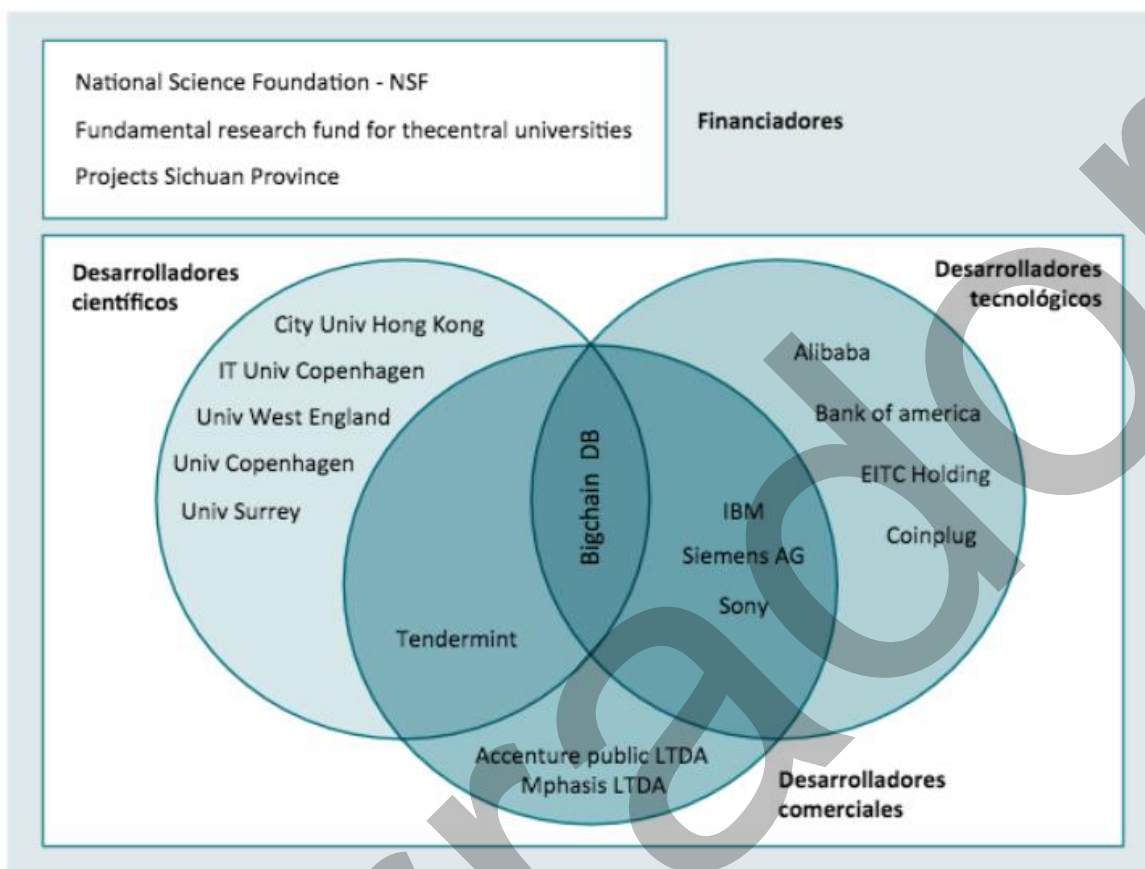 National Science Foundation - NSF
Fundamental research fund for thecentral universities
Projects Sichuan Province
Financiadores
Desarrolladores
científicos
Desarrolladores
tecnológicos
City Univ Hong Kong
IT Univ Copenhagen
Univ West England
Univ Copenhagen
Univ Surrey
Alibaba
Bank of america
EITC Holding
Coinplug
Bigchain DB
IBM
Siemens AG
Sony
Tendermint
Accenture public LTDA
Mphasis LTDA
Desarrolladores
comerciales